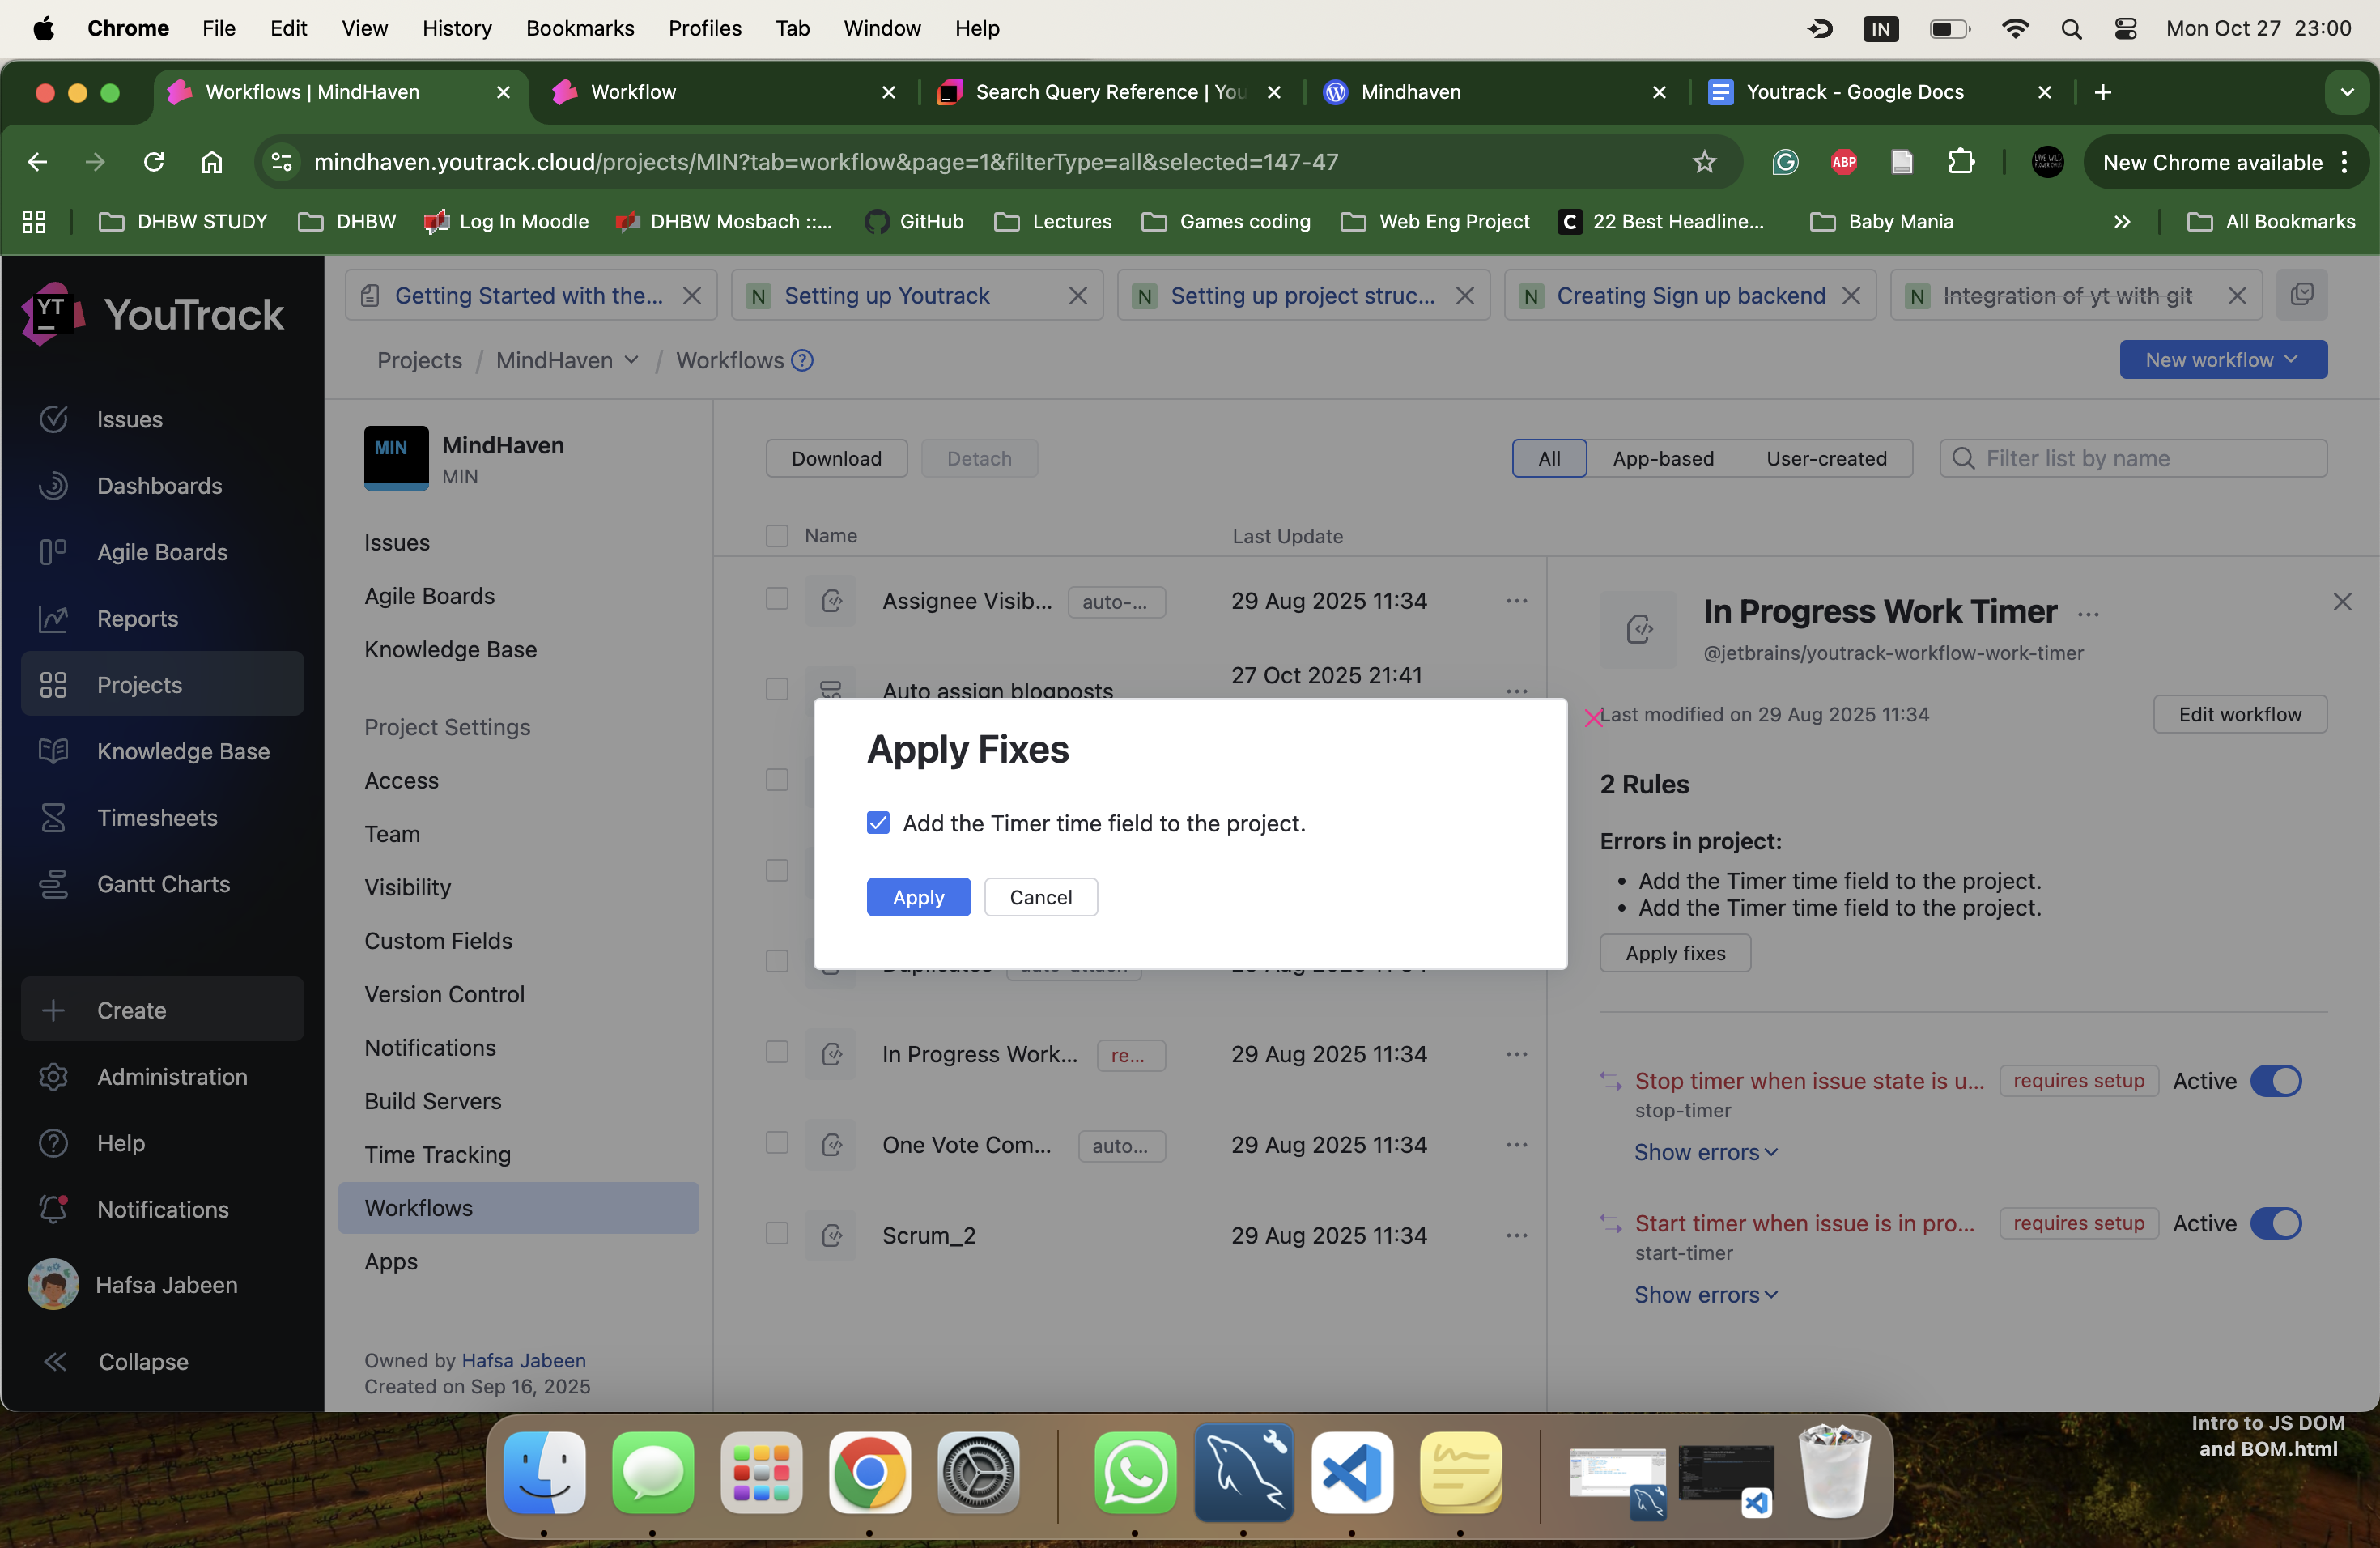 Chrome File Edit View History Bookmarks Profiles Tab Window Help IN Mon Oct 27 23:00
Workflows | MindHaven Workflow Search Query Reference | You Mindhaven Youtrack - Google Docs
mindhaven.youtrack.cloud/projects/MIN?tab=workflow&page=1&filterType=all&selected=147-47 ABP New Chrome available
DHBW STUDY DHBW Log In Moodle DHBW Mosbach ::... GitHub Lectures Games coding Web Eng Project C 22 Best Headline... Baby Mania All Bookmarks
YT YouTrack
Getting Started with the... N Setting up Youtrack N Setting up project struc... N Creating Sign up backend N Integration of yt with git
Projects / MindHaven / Workflows ? New workflow
Issues
Dashboards
Agile Boards
Reports
Projects
Knowledge Base
Timesheets
Gantt Charts
Create
Administration
Help
Notifications
Hafsa Jabeen
Collapse
MIN MindHaven
MIN
Issues
Agile Boards
Knowledge Base
Project Settings
Access
Team
Visibility
Custom Fields
Version Control
Notifications
Build Servers
Time Tracking
Workflows
Apps
Owned by Hafsa Jabeen
Created on Sep 16, 2025
Download Detach All App-based User-created Filter list by name
Name Last Update
Assignee Visib... auto-... 29 Aug 2025 11:34
Auto assign blogposts 27 Oct 2025 21:41
Apply Fixes
Add the Timer time field to the project.
Apply Cancel
Duplicates auto-attach 29 Aug 2025 11:34
In Progress Work... re... 29 Aug 2025 11:34
One Vote Com... auto... 29 Aug 2025 11:34
Scrum_2 29 Aug 2025 11:34
In Progress Work Timer
@jetbrains/youtrack-workflow-work-timer
Last modified on 29 Aug 2025 11:34 Edit workflow
2 Rules
Errors in project:
• Add the Timer time field to the project.
• Add the Timer time field to the project.
Apply fixes
Stop timer when issue state is u... requires setup Active
stop-timer
Show errors
Start timer when issue is in pro... requires setup Active
start-timer
Show errors
Intro to JS DOM
and BOM.html